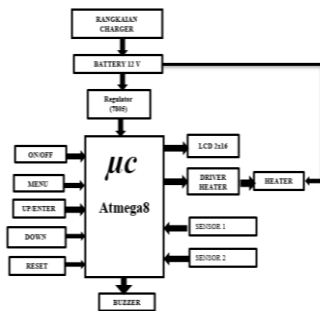 RANGKAIAN
CHARGER
BATTERY 12 V
Regulator
(7805)
µc
Atmega8
ON/OFF
MENU
UP/ENTER
DOWN
RESET
LCD 2x16
DRIVER
HEATER
HEATER
SENSOR 1
SENSOR 2
BUZZER